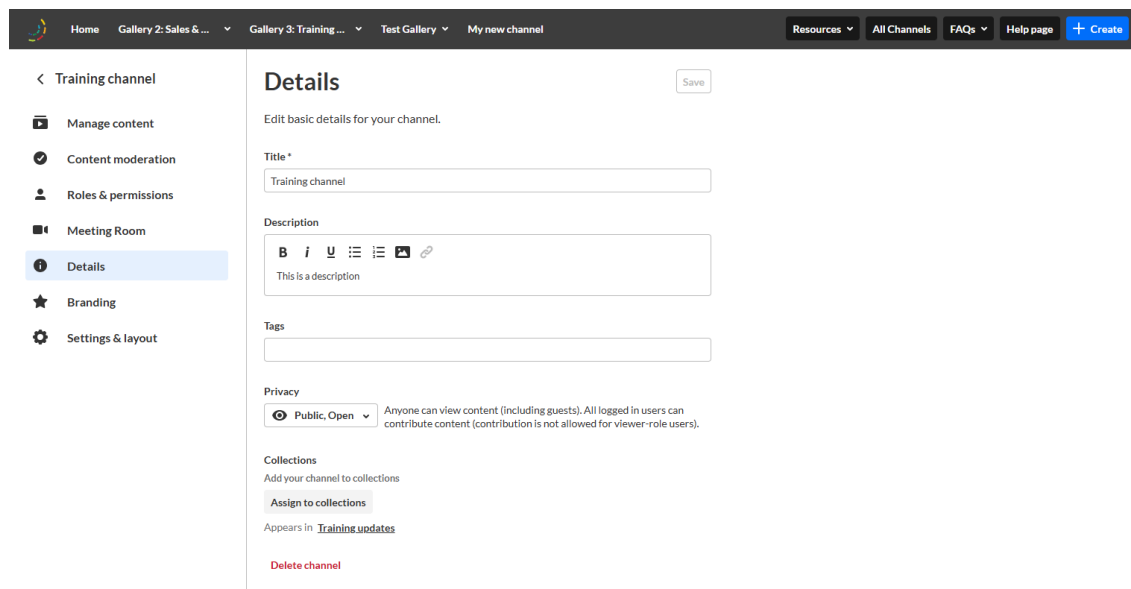 Home Gallery 2: Sales & ... Gallery 3: Training ... Test Gallery My new channel Resources All Channels FAQs Help page + Create
Training channel
Manage content
Content moderation
Roles & permissions
Meeting Room
Details
Branding
Settings & layout
Details
Save
Edit basic details for your channel.
Title *
Training channel
Description
B i U
This is a description
Tags
Privacy
Public, Open
Anyone can view content (including guests). All logged in users can
contribute content (contribution is not allowed for viewer-role users).
Collections
Add your channel to collections
Assign to collections
Appears in Training updates
Delete channel